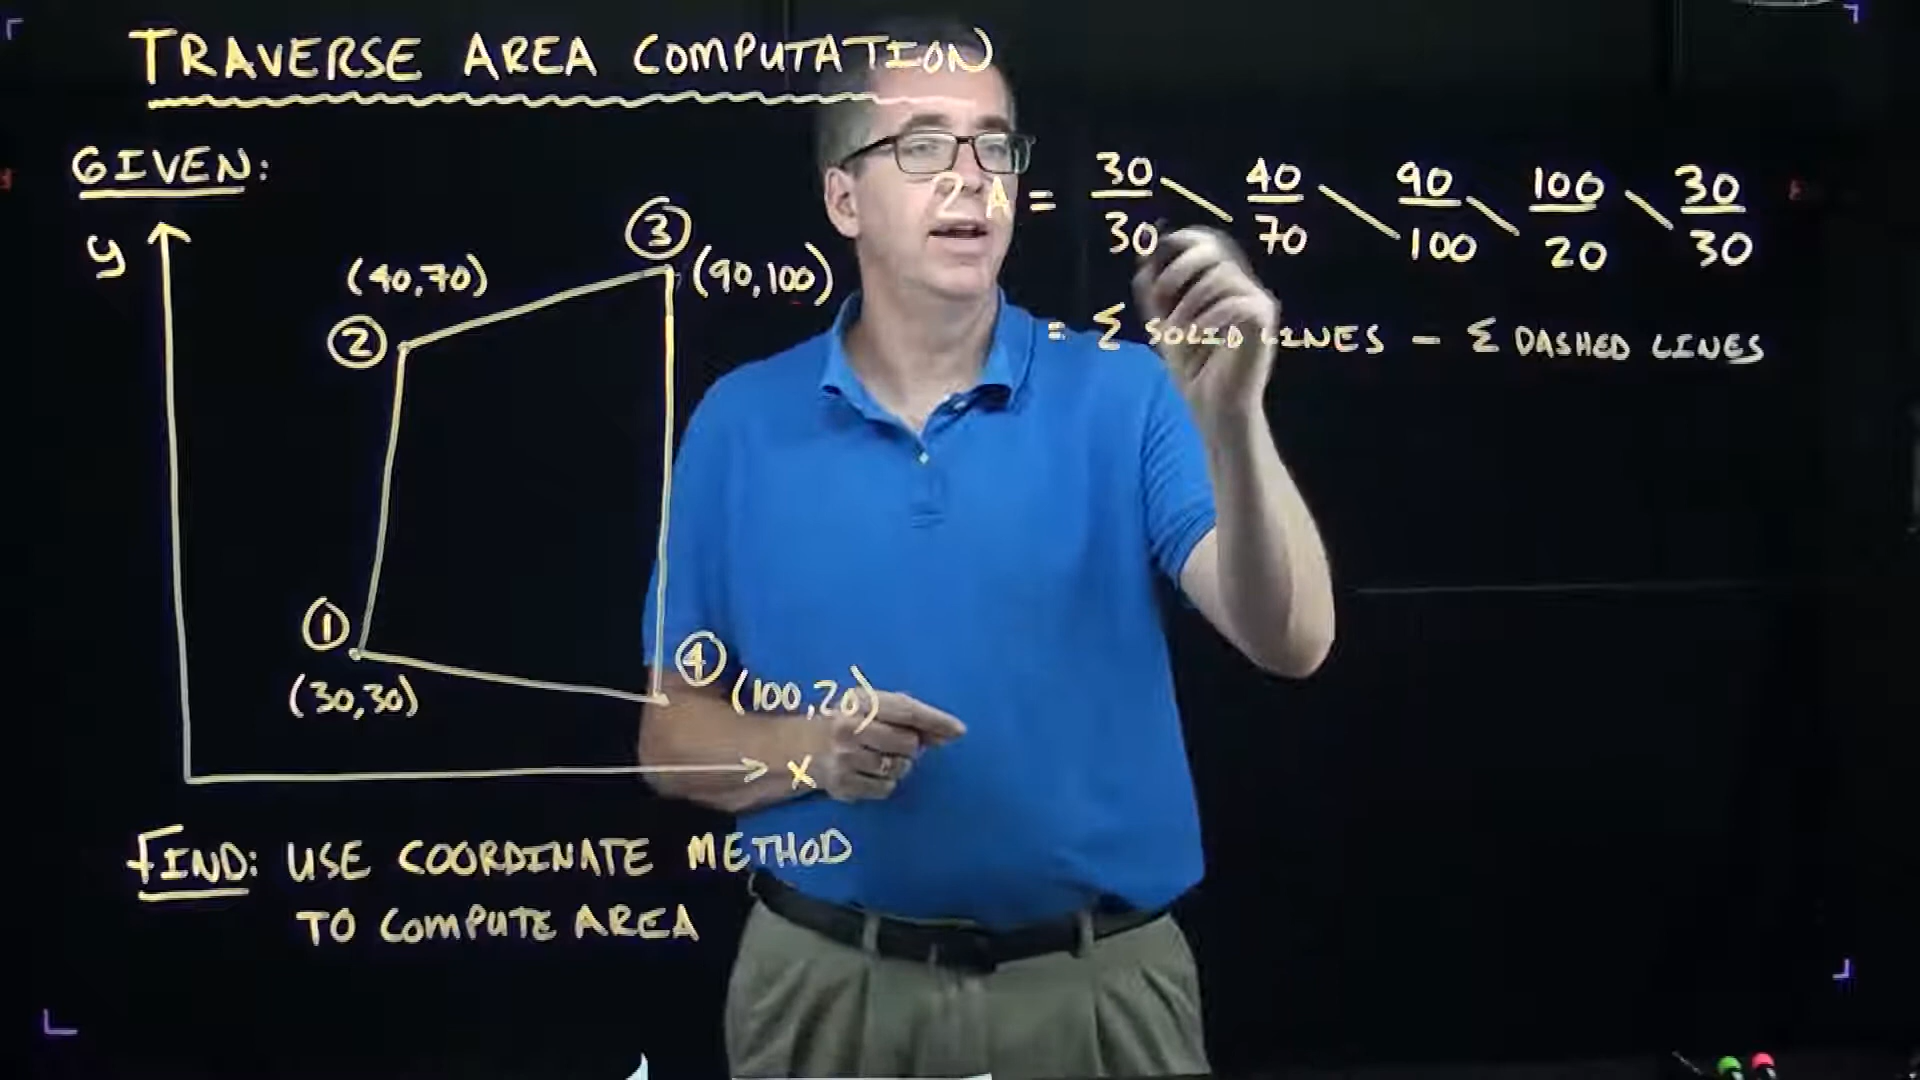 TRAVERSE AREA COMPUTATION
GIVEN:
y
(40,70)
2
3
(90,100)
1
(30,30)
4
(100,20)
x
FIND: USE COORDINATE METHOD
TO COMPUTE AREA
2A = 30 40 90 100 30
30 70 100 20 30
= Σ SOLID LINES - Σ DASHED LINES